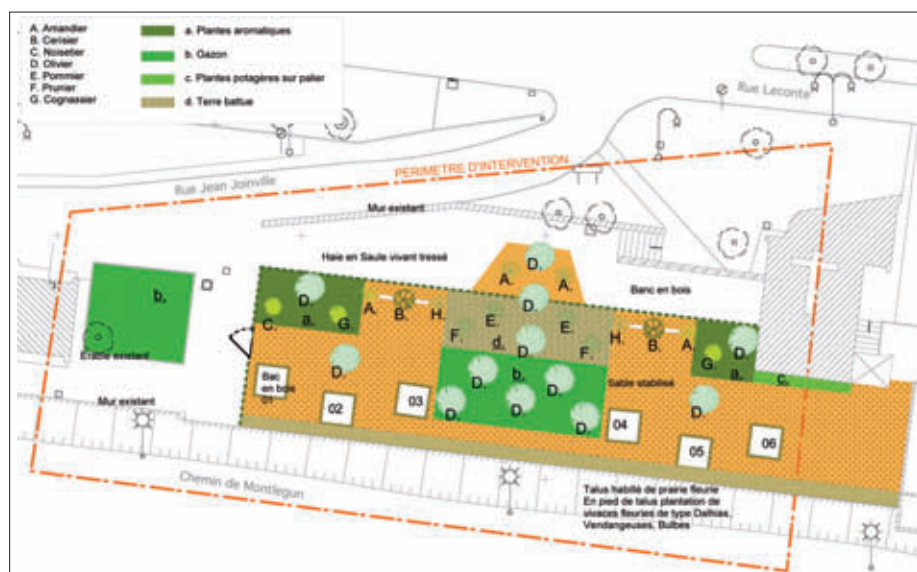 A. Amandier
B. Cerisier
C. Noisetier
D. Olivier
E. Pommier
F. Prunier
G. Cognassier
a. Plantes aromatiques
b. Gazon
c. Plantes potagères sur palier
d. Terre battue
Rue Leconte
PERIMETRE D'INTERVENTION
Rue Jean Joinville
Mur existant
Haie en Saule vivant tressé
D.
A. A.
Banc en bois
b.
D. A. B. H. D. H. B. A. D.
C. a. G. F. E. d. E. F. G. a. c.
D.
Erable existant
D. b. D. Sable stabilisé
D.
Bac
en bois
01
02
03
D. D. D.
D.
04
05
06
Mur existant
Chemin de Montlegun
Talus habillé de prairie fleurie
En pied de talus plantation de
vivaces fleuries de type Dalhias,
Vendangeuses, Bulbes